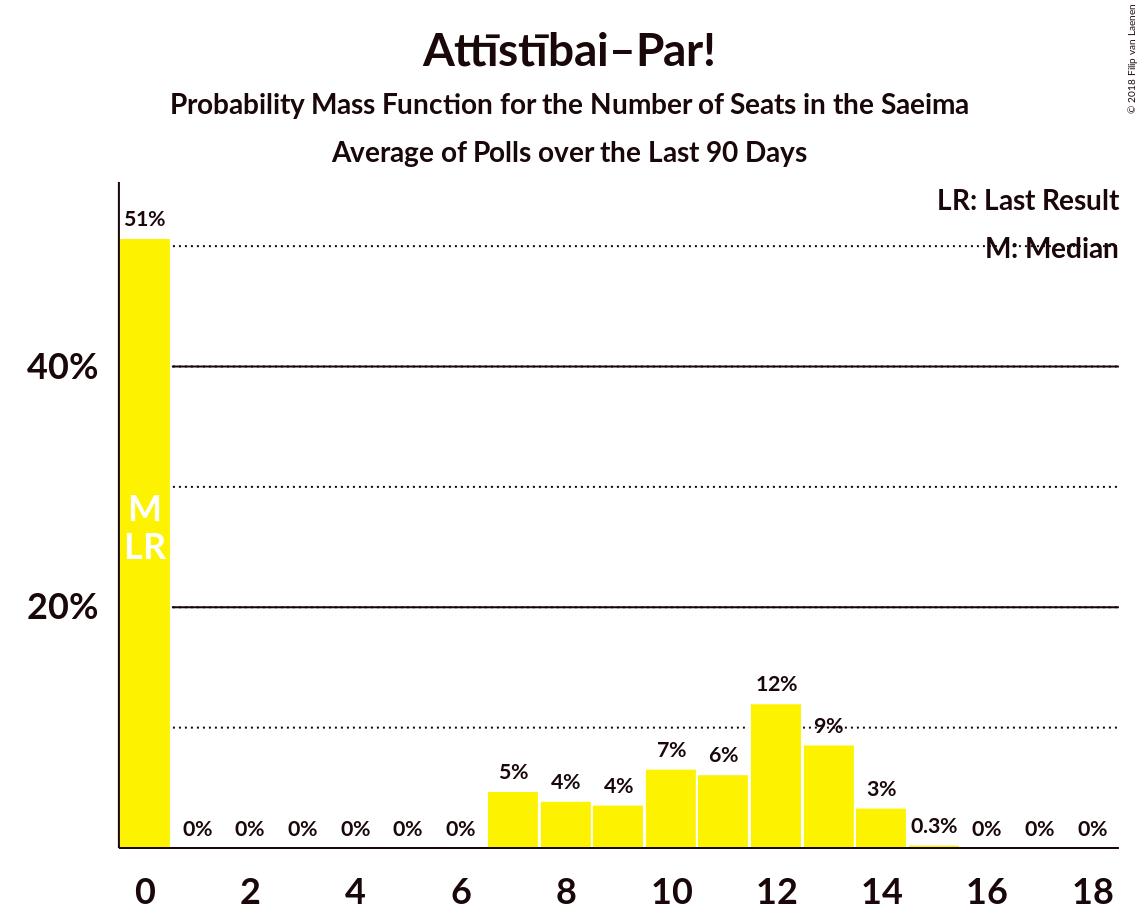 Attīstībai–Par!
Probability Mass Function for the Number of Seats in the Saeima
Average of Polls over the Last 90 Days
© 2018 Filip van Laenen
LR: Last Result
M: Median
51%
40%
20%
M
LR
0% 0% 0% 0% 0% 0% 5% 4% 4% 7% 6% 12% 9% 3% 0.3% 0% 0% 0%
0 2 4 6 8 10 12 14 16 18